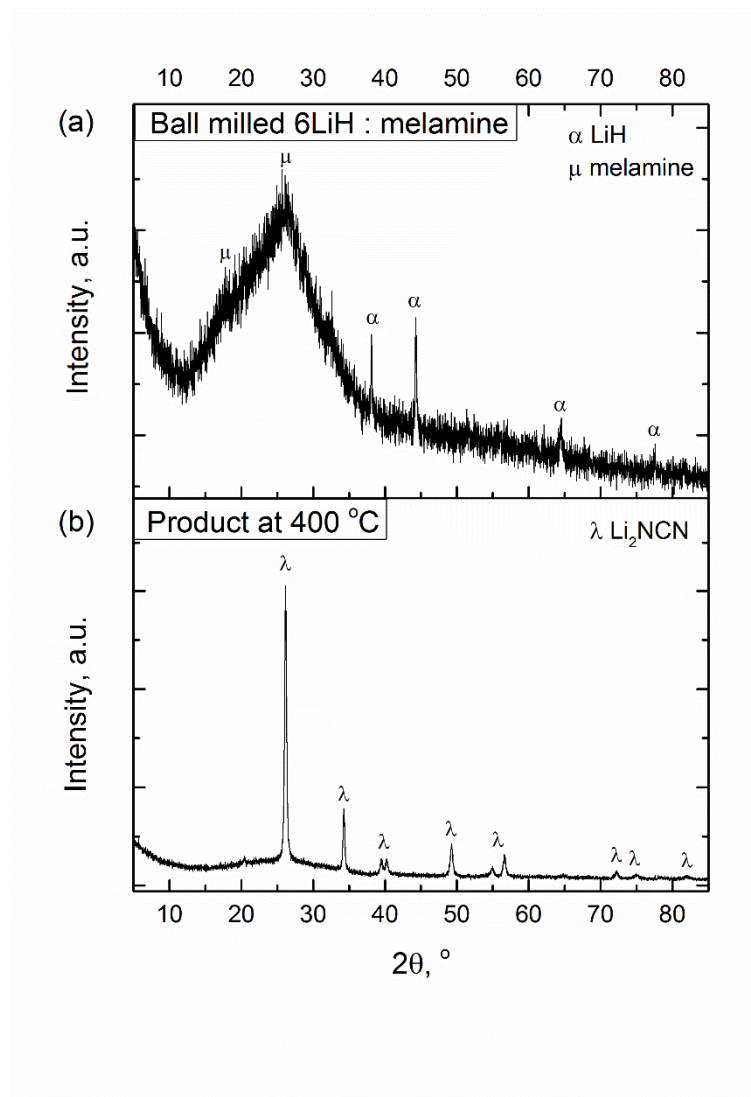 10 20 30 40 50 60 70 80
(a) Ball milled 6LiH : melamine
α LiH
μ melamine
μ
μ
α
α
α
α
Intensity, a.u.
(b) Product at 400 °C
λ Li₂NCN
λ
λ
λ
λ
λ
λ
λ
λ
Intensity, a.u.
10 20 30 40 50 60 70 80
2θ, °